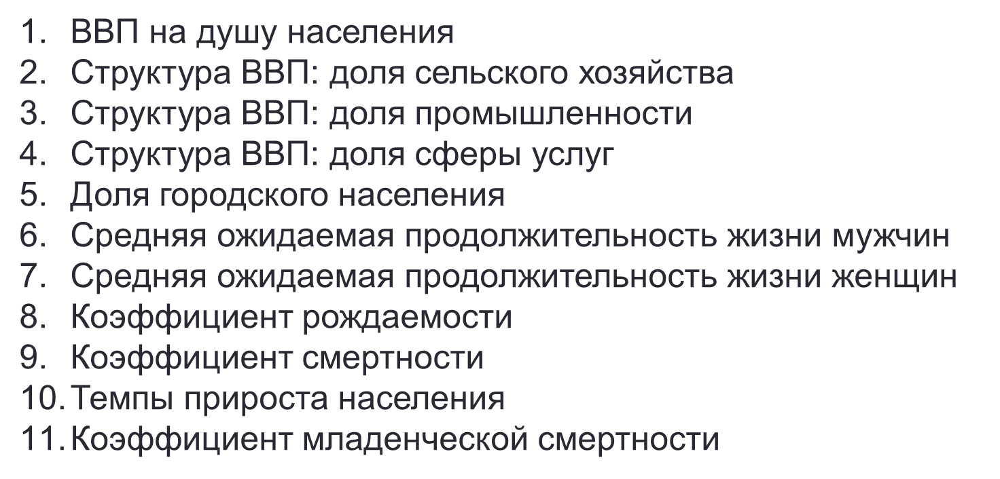 1. ВВП на душу населения
2. Структура ВВП: доля сельского хозяйства
3. Структура ВВП: доля промышленности
4. Структура ВВП: доля сферы услуг
5. Доля городского населения
6. Средняя ожидаемая продолжительность жизни мужчин
7. Средняя ожидаемая продолжительность жизни женщин
8. Коэффициент рождаемости
9. Коэффициент смертности
10. Темпы прироста населения
11. Коэффициент младенческой смертности